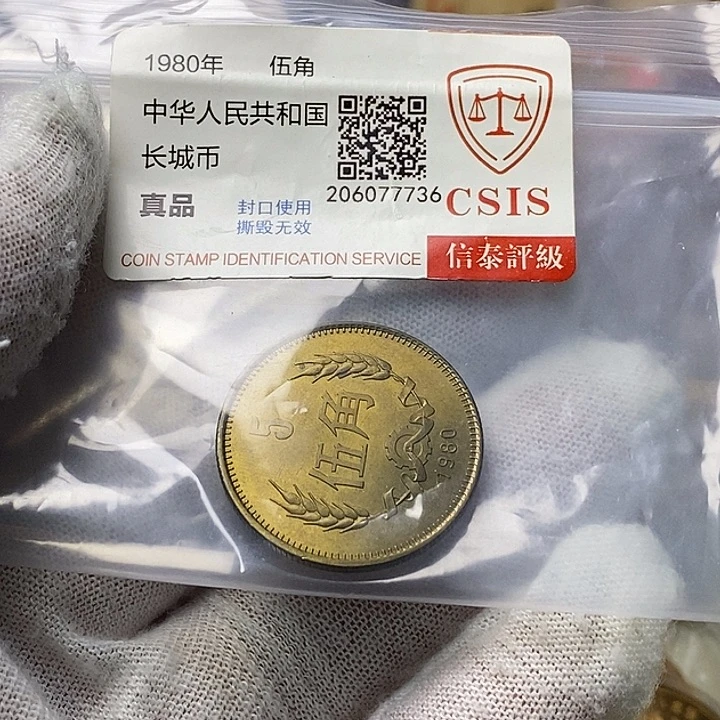 1980年 伍角
中华人民共和国
长城币
206077736
真品
封口使用
撕毁无效
CSIS
COIN STAMP IDENTIFICATION SERVICE
信泰評級
5
伍角
1980